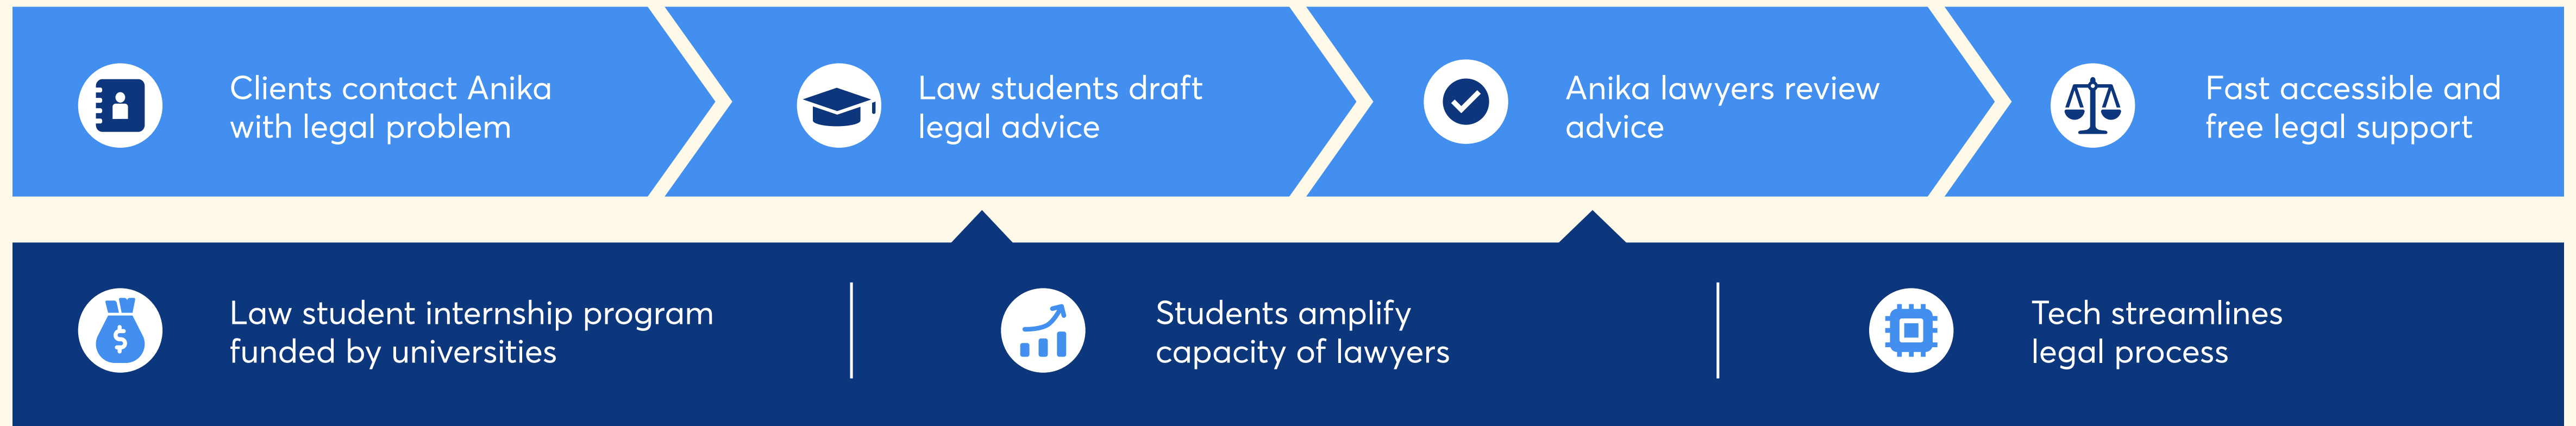 Clients contact Anika
with legal problem
Law students draft
legal advice
Anika lawyers review
advice
Fast accessible and
free legal support
$
Law student internship program
funded by universities
Students amplify
capacity of lawyers
Tech streamlines
legal process